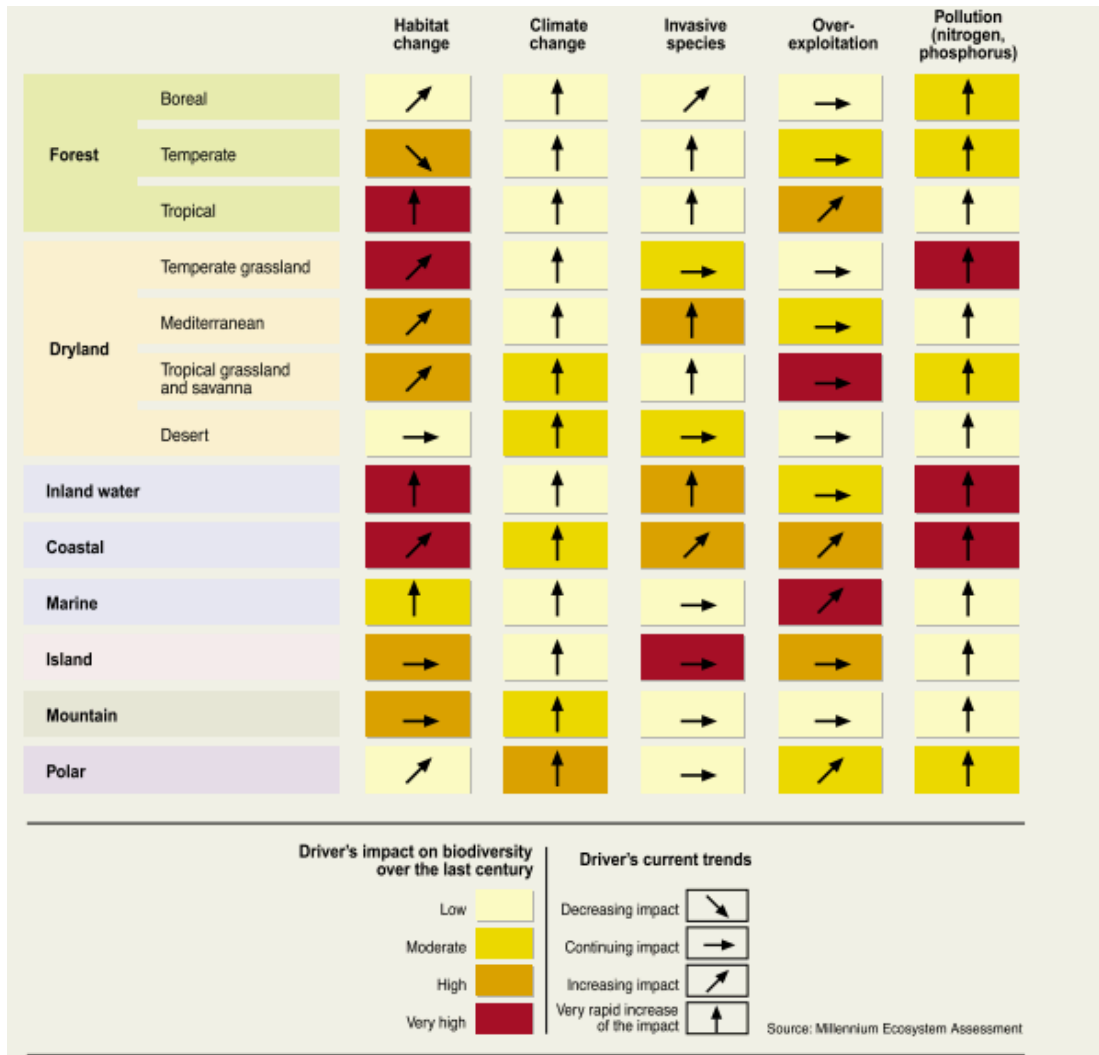 Habitat
change
Climate
change
Invasive
species
Over-
exploitation
Pollution
(nitrogen,
phosphorus)
Forest
Boreal
Temperate
Tropical
Dryland
Temperate grassland
Mediterranean
Tropical grassland
and savanna
Desert
Inland water
Coastal
Marine
Island
Mountain
Polar
Driver's impact on biodiversity
over the last century
Low
Moderate
High
Very high
Driver's current trends
Decreasing impact
Continuing impact
Increasing impact
Very rapid increase
of the impact
Source: Millennium Ecosystem Assessment